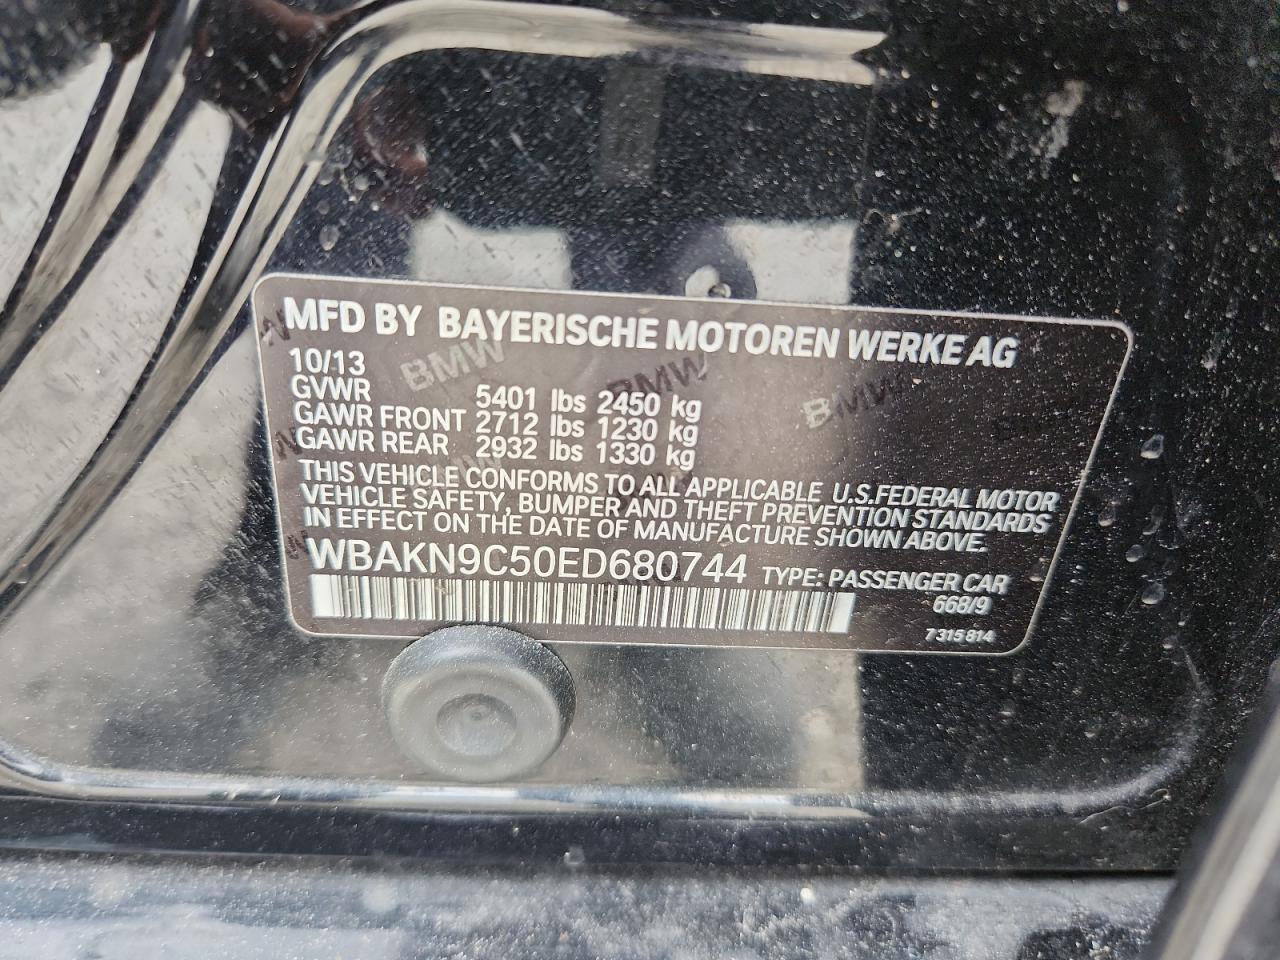 MFD BY BAYERISCHE MOTOREN WERKE AG
10/13
GVWR 5401 lbs 2450 kg
GAWR FRONT 2712 lbs 1230 kg
GAWR REAR 2932 lbs 1330 kg
THIS VEHICLE CONFORMS TO ALL APPLICABLE U.S.FEDERAL MOTOR
VEHICLE SAFETY, BUMPER AND THEFT PREVENTION STANDARDS
IN EFFECT ON THE DATE OF MANUFACTURE SHOWN ABOVE.
WBAKN9C50ED680744 TYPE: PASSENGER CAR
668/9
7 315 814
BMW
BMW
BMW